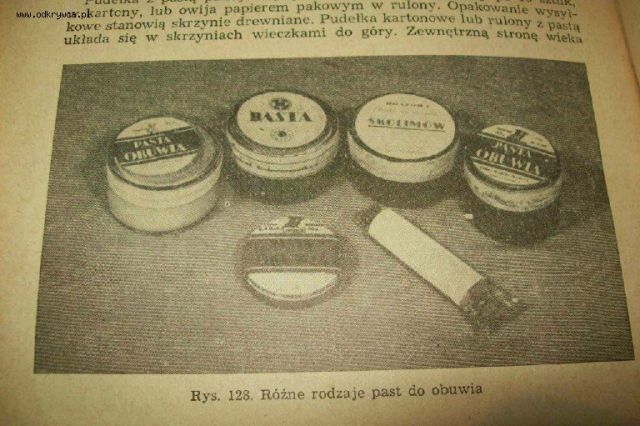 www.odkrywca.pl
kartony, lub owija papierem pakowym w rulony. Opakowanie wysył-
kowe stanowią skrzynie drewniane. Pudełka kartonowe lub rulony z pastą
układa się w skrzyniach wieczkami do góry. Zewnętrzną stronę wieka
PASTA
OBUWIA
BASTA
SKOLIMÓW
PASTA
OBUWIA
Rys. 128. Różne rodzaje past do obuwia